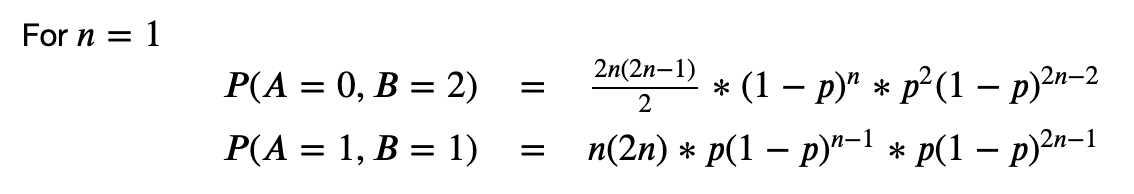 For n = 1
P(A = 0, B = 2) = \frac{2n(2n−1)}{2} ∗ (1 − p)^n ∗ p^2(1 − p)^{2n−2}
P(A = 1, B = 1) = n(2n) ∗ p(1 − p)^{n−1} ∗ p(1 − p)^{2n−1}